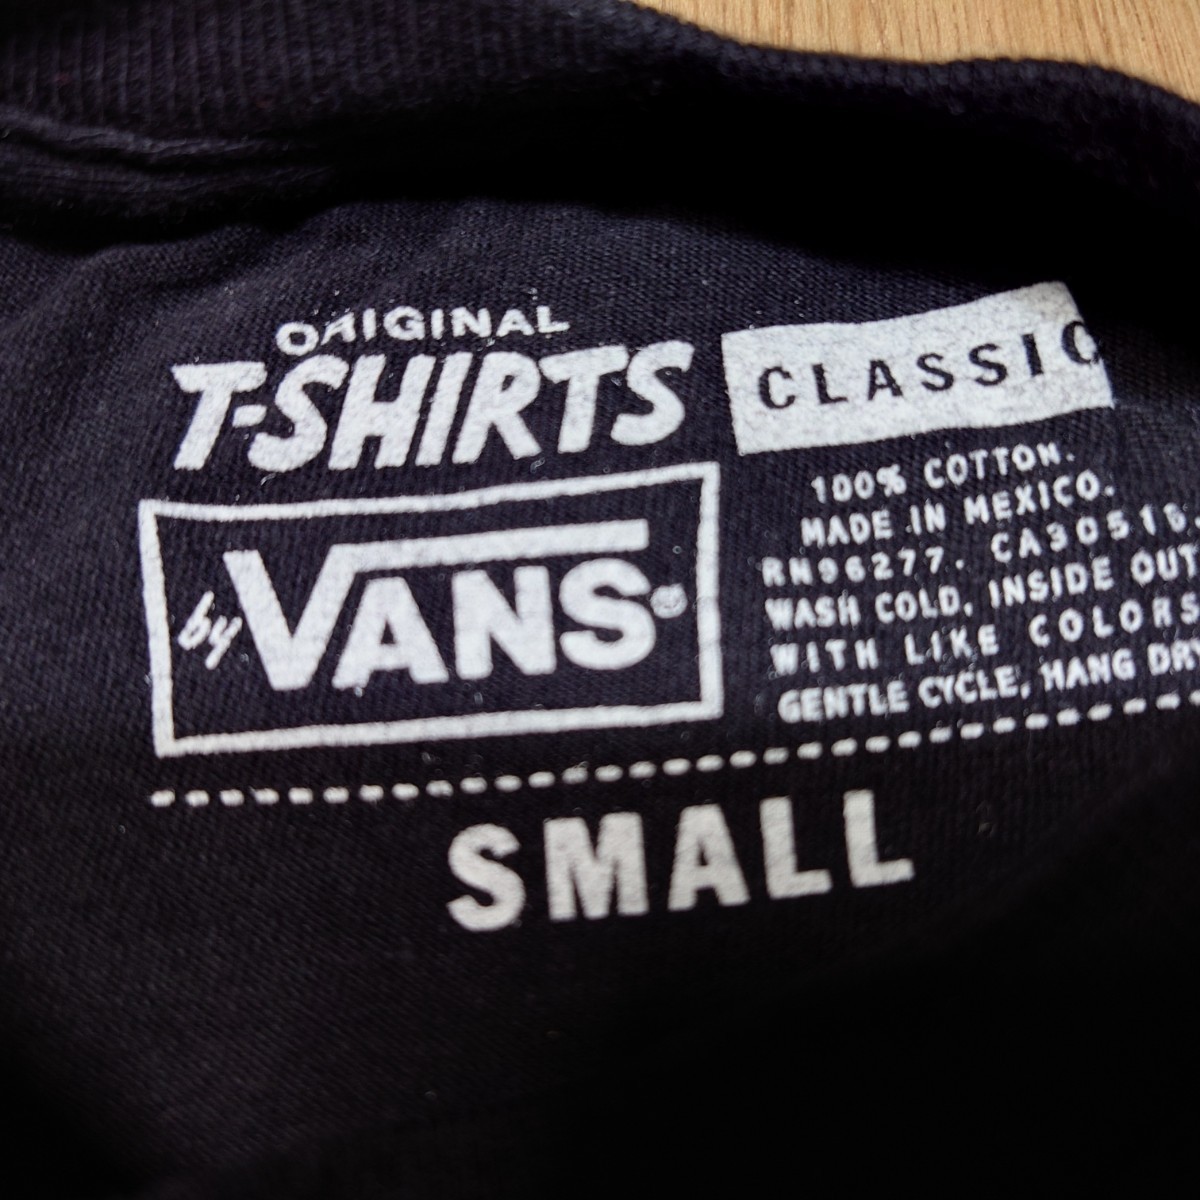 ORIGINAL
T-SHIRTS
by VANS®
CLASSIC
100% COTTON.
MADE IN MEXICO.
RN96277. CA30516.
WASH COLD, INSIDE OUT
WITH LIKE COLORS
GENTLE CYCLE, HANG DRY
SMALL